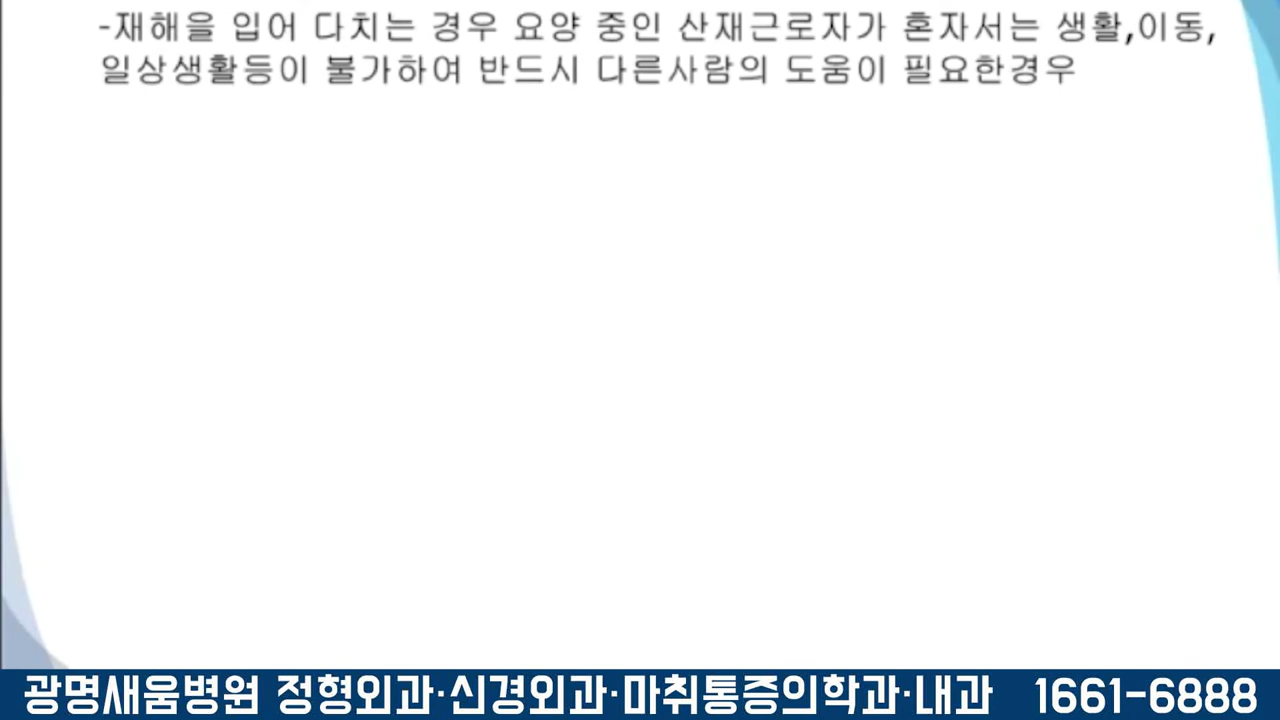 -재해을 입어 다치는 경우 요양 중인 산재근로자가 혼자서는 생활,이동,
일상생활등이 불가하여 반드시 다른사람의 도움이 필요한경우
광명새움병원 정형외과·신경외과·마취통증의학과·내과 1661-6888